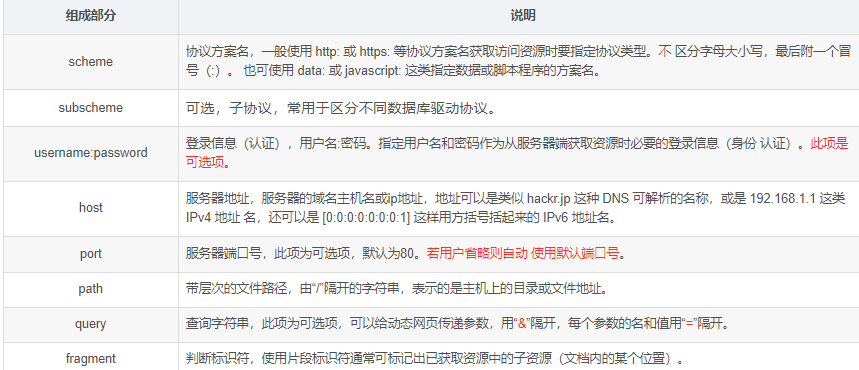 组成部分
说明
scheme
协议方案名，一般使用 http: 或 https: 等协议方案名获取访问资源时要指定协议类型。不 区分字母大小写，最后附一个冒
号（:）。 也可使用 data: 或 javascript: 这类指定数据或脚本程序的方案名。
subscheme
可选，子协议，常用于区分不同数据库驱动协议。
username:password
登录信息（认证），用户名:密码。指定用户名和密码作为从服务器端获取资源时必要的登录信息（身份 认证）。此项是
可选项。
host
服务器地址，服务器的域名主机名或ip地址，地址可以是类似 hackr.jp 这种 DNS 可解析的名称，或是 192.168.1.1 这类
IPv4 地址 名，还可以是 [0:0:0:0:0:0:0:1] 这样用方括号括起来的 IPv6 地址名。
port
服务器端口号，此项为可选项，默认为80。若用户省略则自动 使用默认端口号。
path
带层次的文件路径，由“/”隔开的字符串，表示的是主机上的目录或文件地址。
query
查询字符串，此项为可选项，可以给动态网页传递参数，用“&”隔开，每个参数的名和值用“=”隔开。
fragment
判断标识符，使用片段标识符通常可标记出已获取资源中的子资源（文档内的某个位置）。